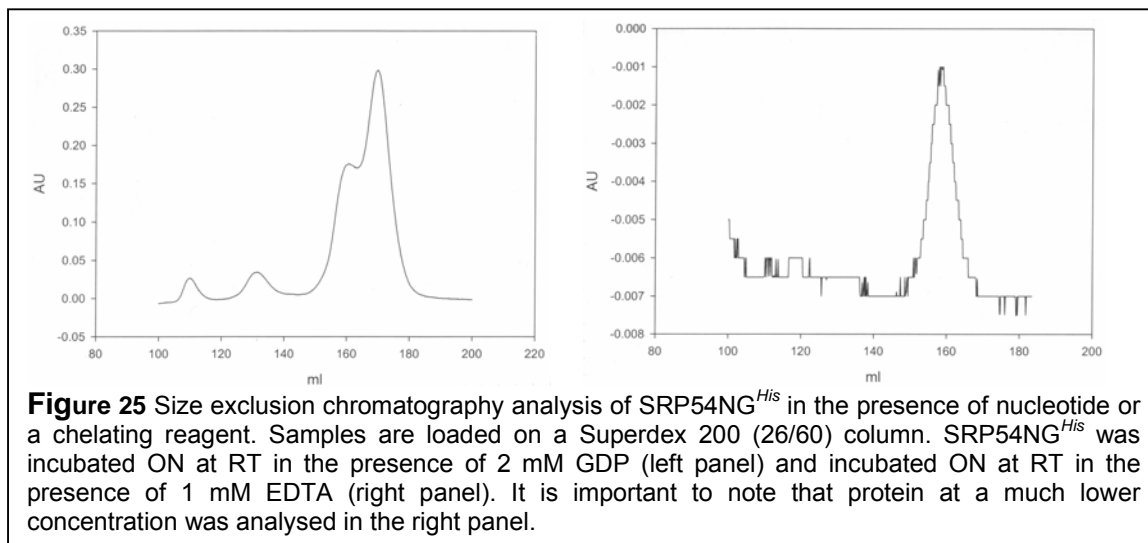 0.35
0.30
0.25
0.20
0.15
0.10
0.05
0.00
-0.05
AU
80 100 120 140 160 180 200 220
ml
0.000
-0.001
-0.002
-0.003
-0.004
-0.005
-0.006
-0.007
-0.008
AU
80 100 120 140 160 180 200
ml
Figure 25 Size exclusion chromatography analysis of SRP54NG^His in the presence of nucleotide or
a chelating reagent. Samples are loaded on a Superdex 200 (26/60) column. SRP54NG^His was
incubated ON at RT in the presence of 2 mM GDP (left panel) and incubated ON at RT in the
presence of 1 mM EDTA (right panel). It is important to note that protein at a much lower
concentration was analysed in the right panel.